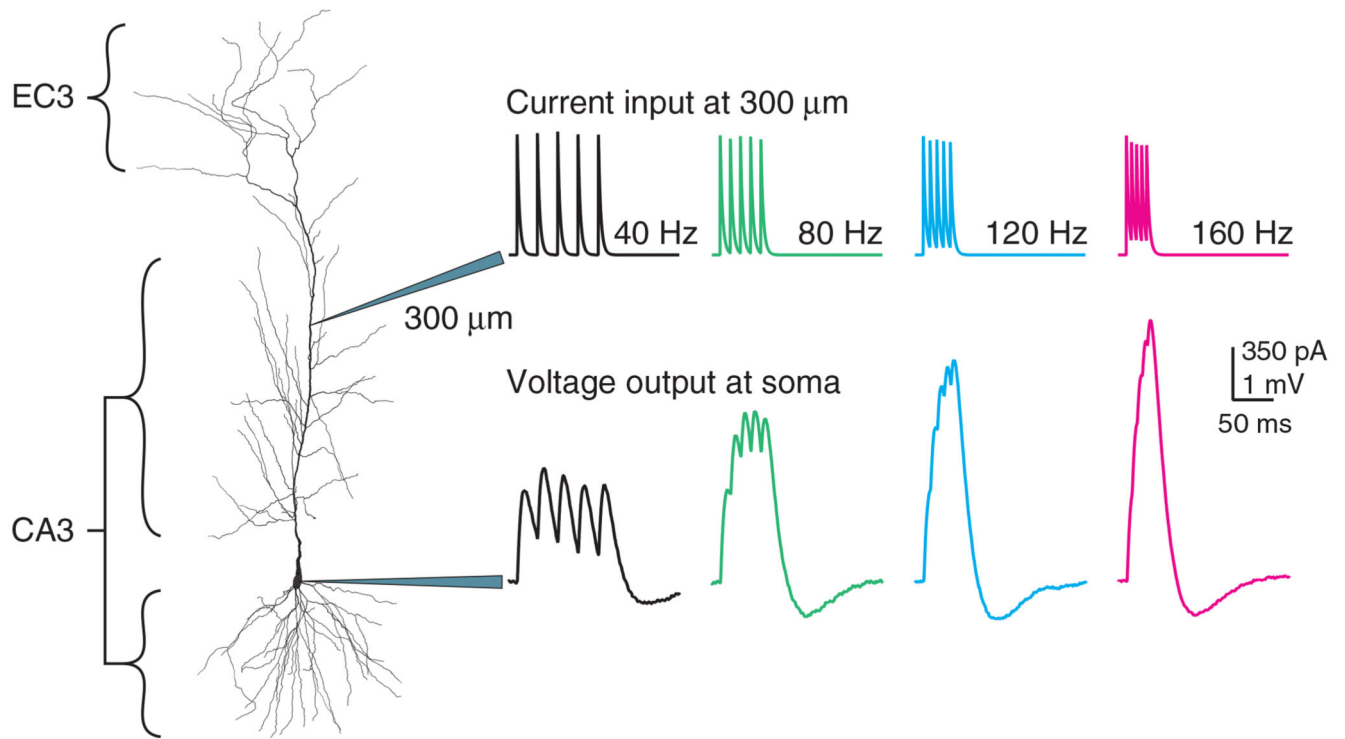 EC3
Current input at 300 μm
40 Hz
80 Hz
120 Hz
160 Hz
300 μm
Voltage output at soma
350 pA
1 mV
50 ms
CA3